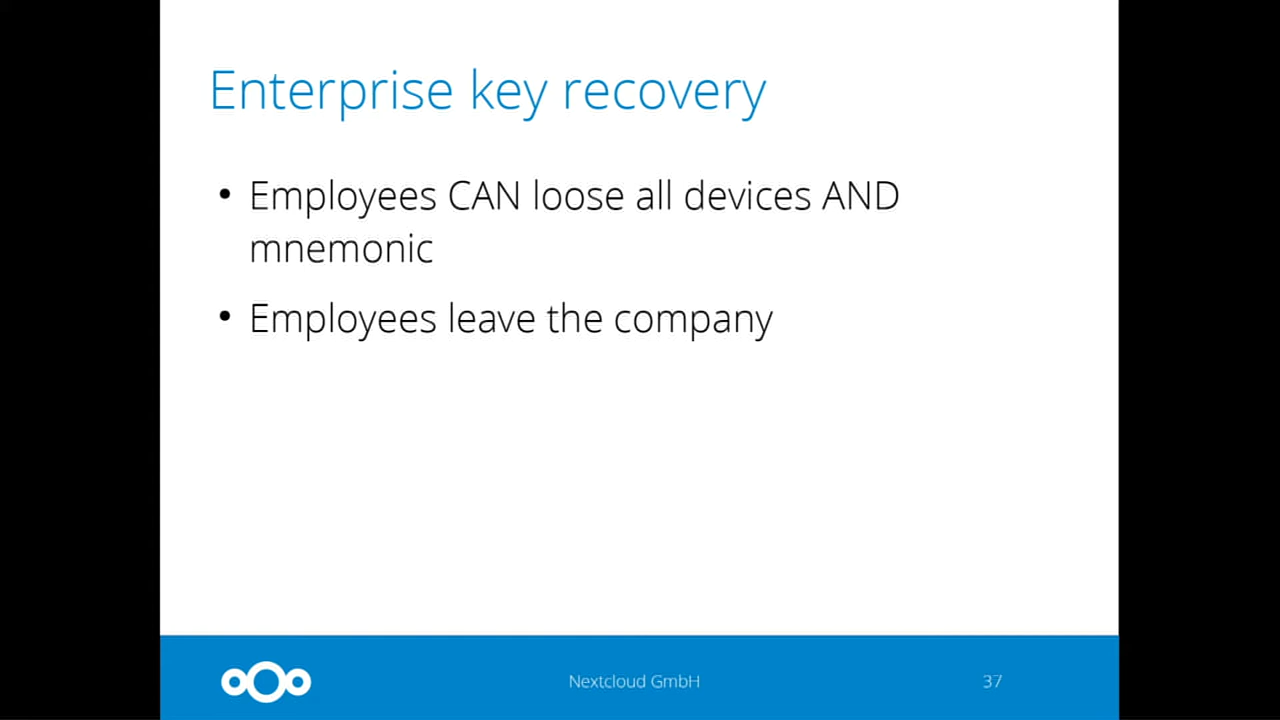 Enterprise key recovery
• Employees CAN loose all devices AND
mnemonic
• Employees leave the company
Nextcloud GmbH
37